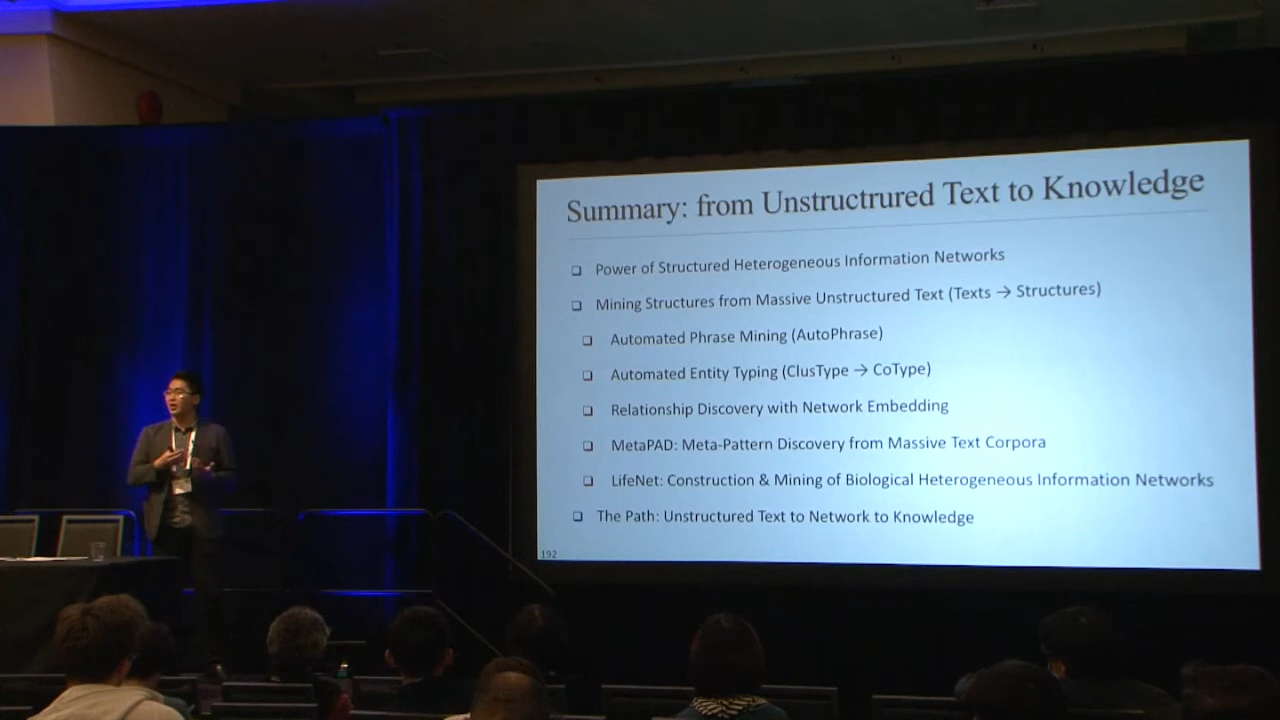 Summary: from Unstructrured Text to Knowledge
❑ Power of Structured Heterogeneous Information Networks
❑ Mining Structures from Massive Unstructured Text (Texts → Structures)
❑ Automated Phrase Mining (AutoPhrase)
❑ Automated Entity Typing (ClusType → CoType)
❑ Relationship Discovery with Network Embedding
❑ MetaPAD: Meta-Pattern Discovery from Massive Text Corpora
❑ LifeNet: Construction & Mining of Biological Heterogeneous Information Networks
❑ The Path: Unstructured Text to Network to Knowledge
192